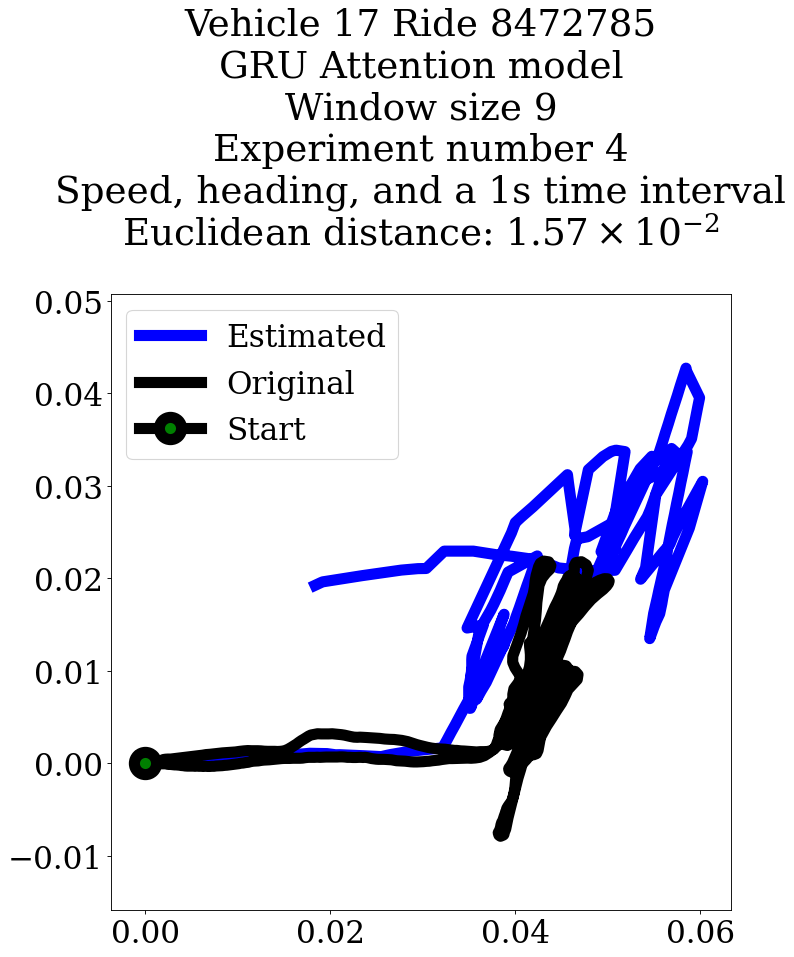 Vehicle 17 Ride 8472785
GRU Attention model
Window size 9
Experiment number 4
Speed, heading, and a 1s time interval
Euclidean distance: 1.57 × 10⁻²
0.05
0.04
0.03
0.02
0.01
0.00
−0.01
Estimated
Original
Start
0.00 0.02 0.04 0.06